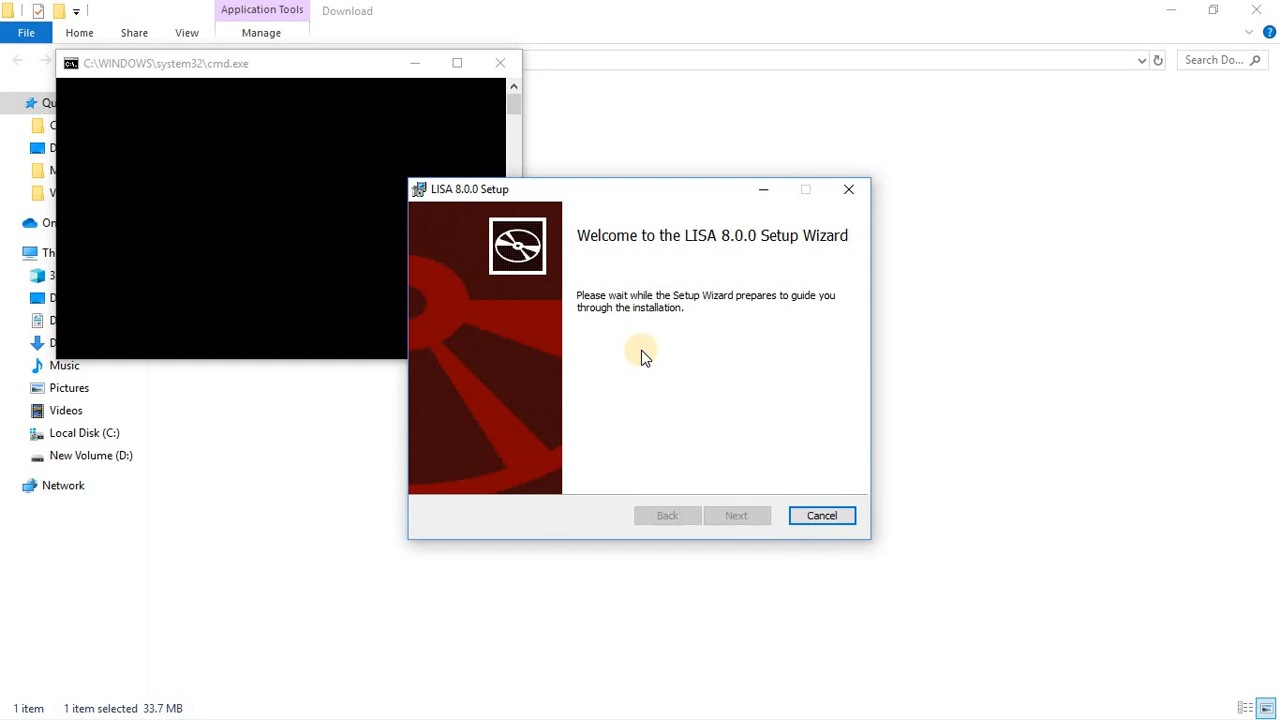 Application Tools
Download
File
Home
Share
View
Manage
C:\WINDOWS\system32\cmd.exe
Search Do...
LISA 8.0.0 Setup
Welcome to the LISA 8.0.0 Setup Wizard
Please wait while the Setup Wizard prepares to guide you
through the installation.
Music
Pictures
Videos
Local Disk (C:)
New Volume (D:)
Network
Back
Next
Cancel
1 item
1 item selected 33.7 MB